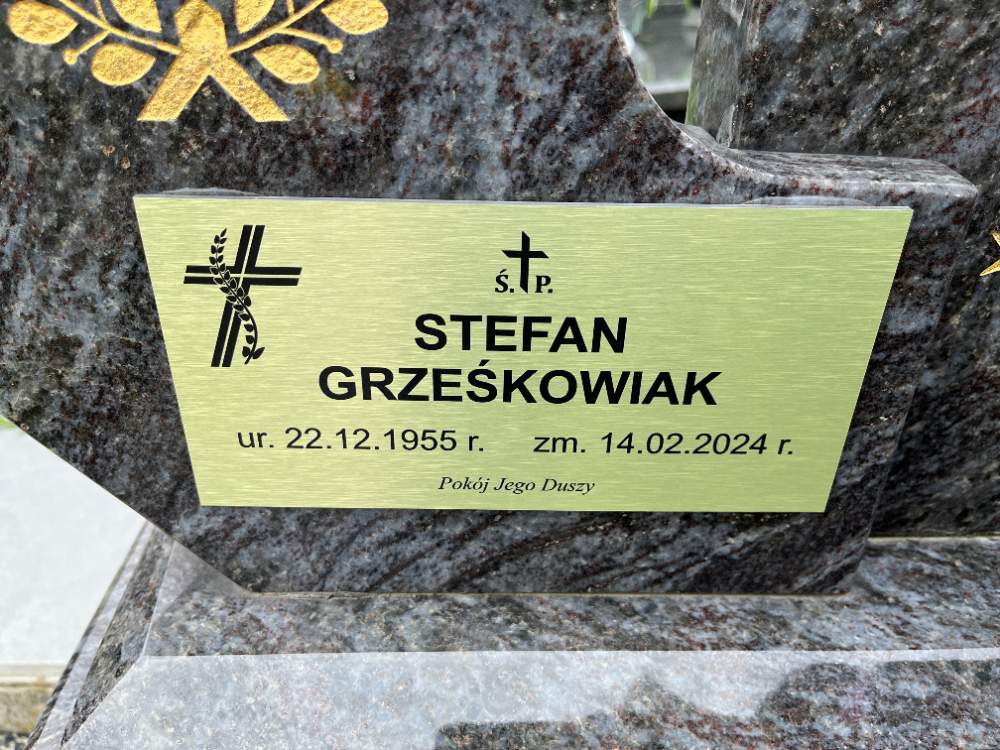 Ś. P.
STEFAN
GRZEŚKOWIAK
ur. 22.12.1955 r. zm. 14.02.2024 r.
Pokój Jego Duszy